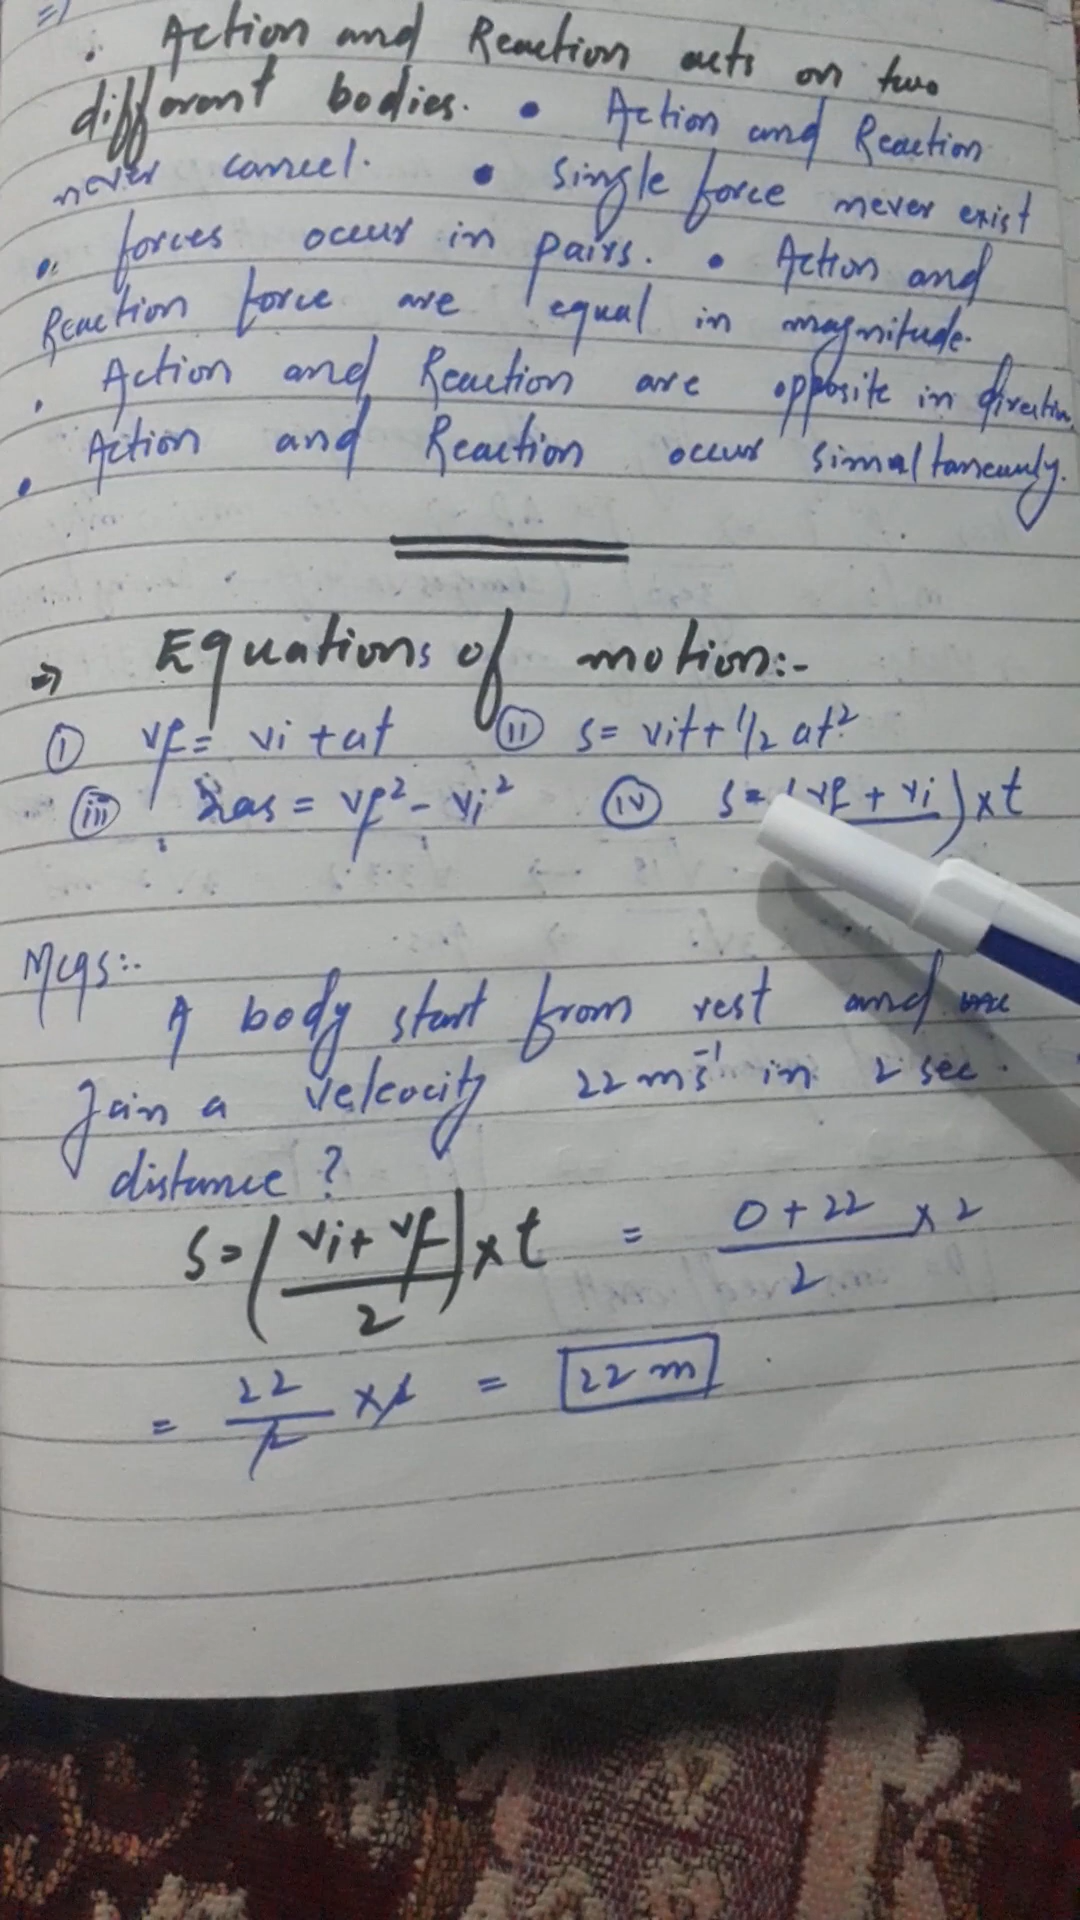 =)
. Action and Reaction acts on two
different bodies. • Action and Reaction
never cancel. • single force never exist
• forces occur in pairs. • Action and
Reaction force are equal in magnitude.
. Action and Reaction are opposite in direction
• Action and Reaction occur simultaneously.
=> Equations of motion:-
(i) vf = vi + at (ii) s = vit + 1/2 at²
(iii) 2as = vf² - vi² (iv) s = (vf + vi) x t
Mcqs:-
A body start from rest and
gain a velcocity 22 ms⁻¹ in 2 sec.
distance?
S = (vi + vf / 2) x t = 0 + 22 / 2 x 2
= 22 / 2 x 2 = 22 m